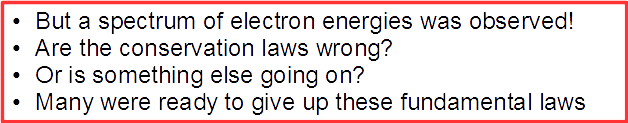 • But a spectrum of electron energies was observed!
• Are the conservation laws wrong?
• Or is something else going on?
• Many were ready to give up these fundamental laws